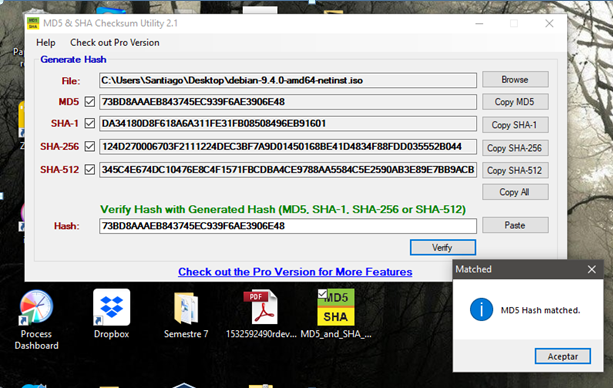 MD5 & SHA Checksum Utility 2.1
Help Check out Pro Version
Generate Hash
File: C:\Users\Santiago\Desktop\debian-9.4.0-amd64-netinst.iso Browse
MD5 73BD8AAAEB843745EC939F6AE3906E48 Copy MD5
SHA-1 DA34180D8F618A6A311FE31FB08508496EB91601 Copy SHA-1
SHA-256 124D270006703F2111224DEC3BF7A9D01450168BE41D4834F88FDD035552B044 Copy SHA-256
SHA-512 345C4E674DC10476E8C4F1571FBCDBA4CE9788AA5584C5E2590AB3E89E7BB9ACB Copy SHA-512
Copy All
Verify Hash with Generated Hash (MD5, SHA-1, SHA-256 or SHA-512)
Hash: 73BD8AAAEB843745EC939F6AE3906E48 Paste
Verify
Check out the Pro Version for More Features
Matched
MD5 Hash matched.
Aceptar
PDF
MD5
SHA
Process
Dashboard
Dropbox
Semestre 7
1532592490rdev...
MD5_and_SHA_...